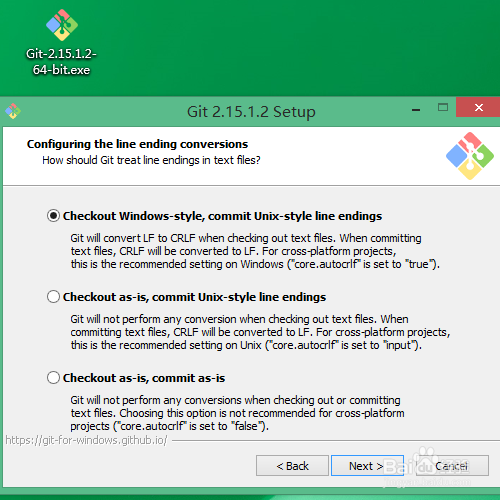 Git-2.15.1.2-
64-bit.exe
Git 2.15.1.2 Setup
Configuring the line ending conversions
How should Git treat line endings in text files?
Checkout Windows-style, commit Unix-style line endings
Git will convert LF to CRLF when checking out text files. When committing
text files, CRLF will be converted to LF. For cross-platform projects,
this is the recommended setting on Windows ("core.autocrlf" is set to "true").
Checkout as-is, commit Unix-style line endings
Git will not perform any conversion when checking out text files. When
committing text files, CRLF will be converted to LF. For cross-platform projects,
this is the recommended setting on Unix ("core.autocrlf" is set to "input").
Checkout as-is, commit as-is
Git will not perform any conversions when checking out or committing
text files. Choosing this option is not recommended for cross-platform
projects ("core.autocrlf" is set to "false").
https://git-for-windows.github.io/
< Back
Next >
Cancel